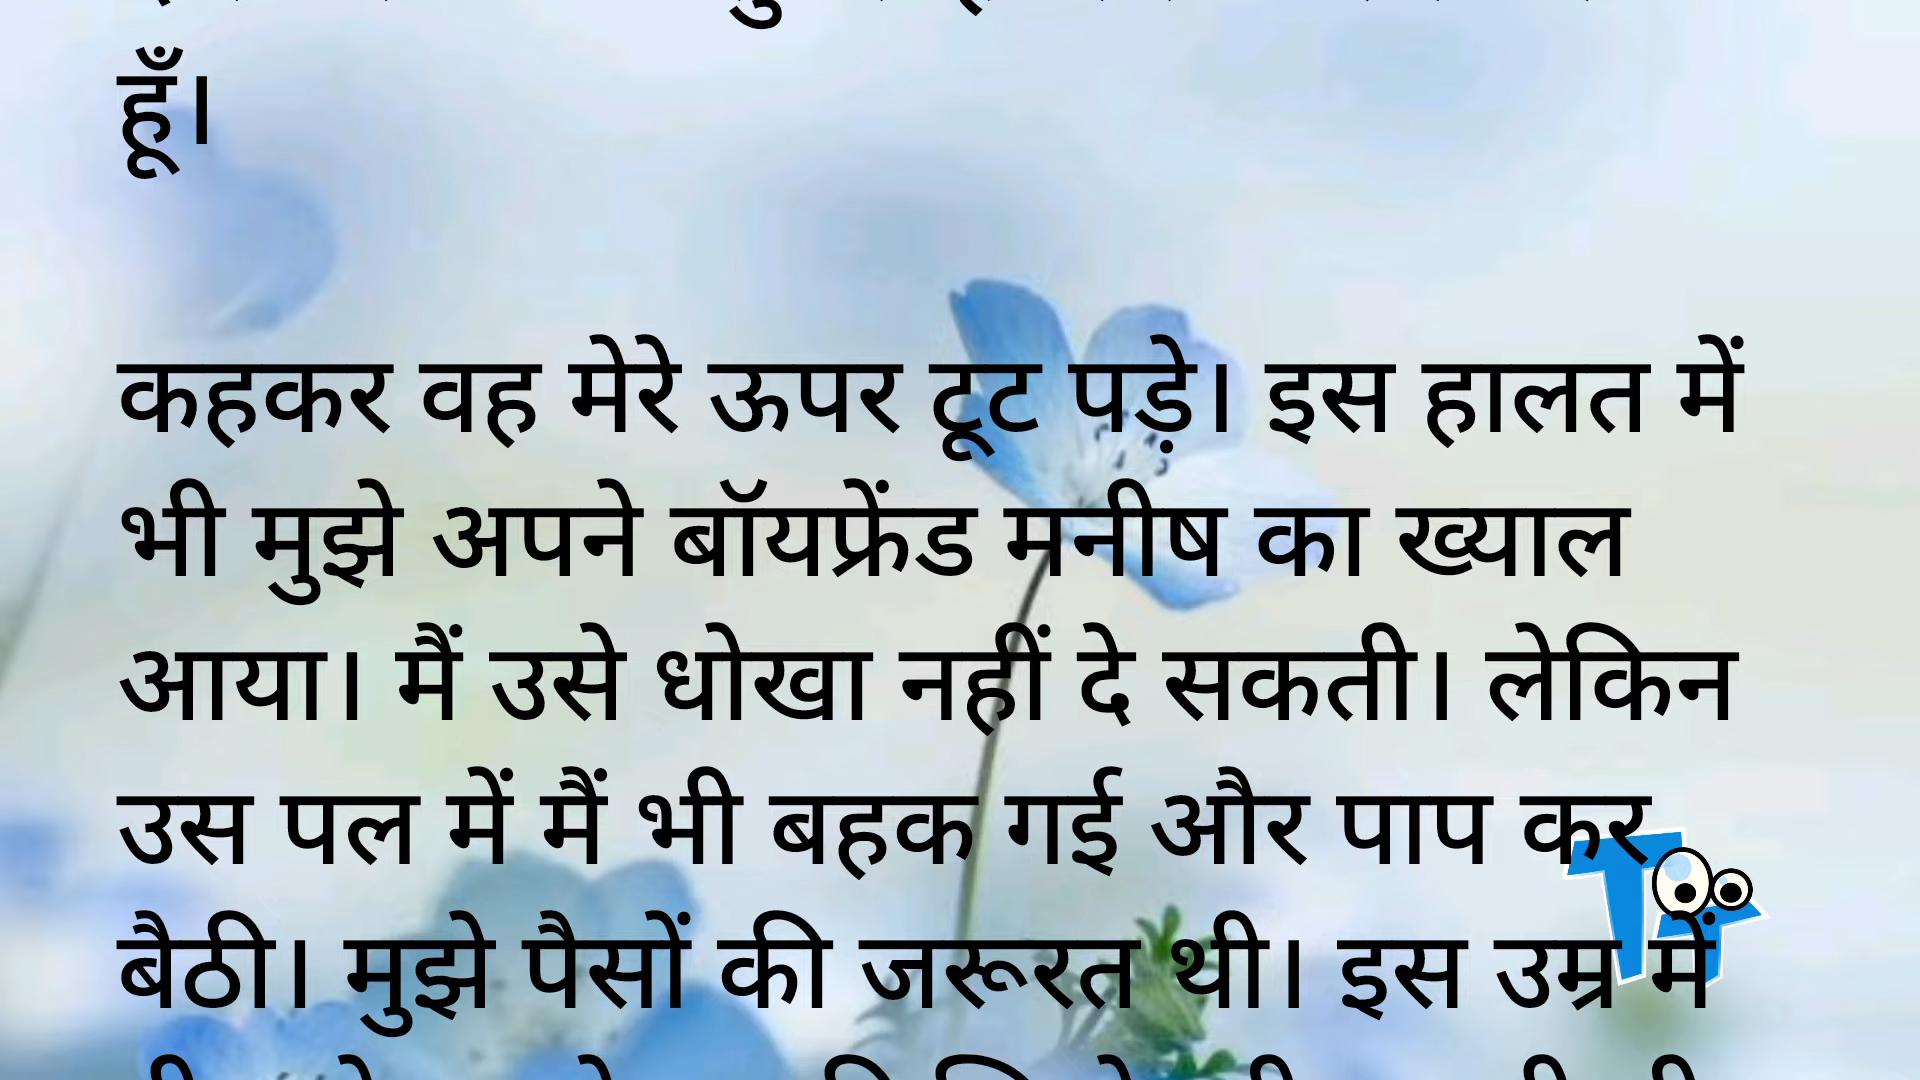 हूँ।
कहकर वह मेरे ऊपर टूट पड़े। इस हालत में
भी मुझे अपने बॉयफ्रेंड मनीष का ख्याल
आया। मैं उसे धोखा नहीं दे सकती। लेकिन
उस पल में मैं भी बहक गई और पाप कर
बैठी। मुझे पैसों की जरूरत थी। इस उम्र में